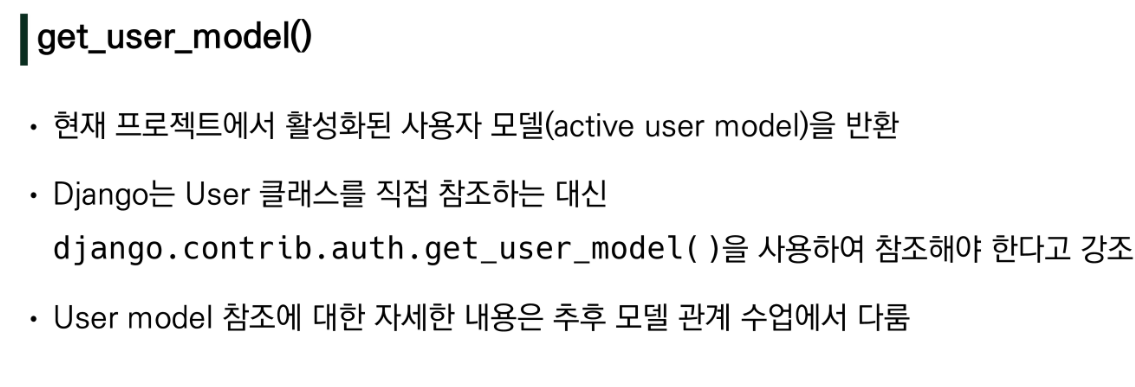 get_user_model()
• 현재 프로젝트에서 활성화된 사용자 모델(active user model)을 반환
• Django는 User 클래스를 직접 참조하는 대신
django.contrib.auth.get_user_model()을 사용하여 참조해야 한다고 강조
• User model 참조에 대한 자세한 내용은 추후 모델 관계 수업에서 다룸